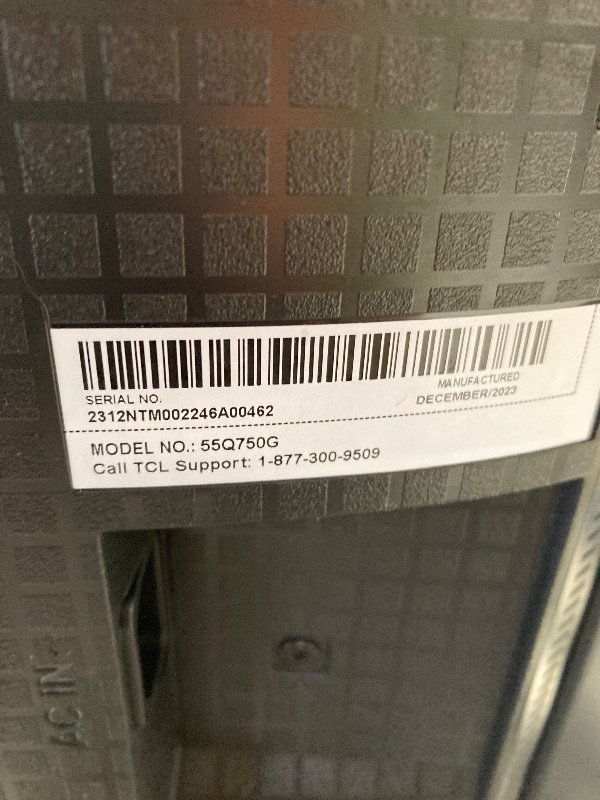 SERIAL NO.
2312NTM002246A00462
MANUFACTURED
DECEMBER/2023
MODEL NO.: 55Q750G
Call TCL Support: 1-877-300-9509
AC IN